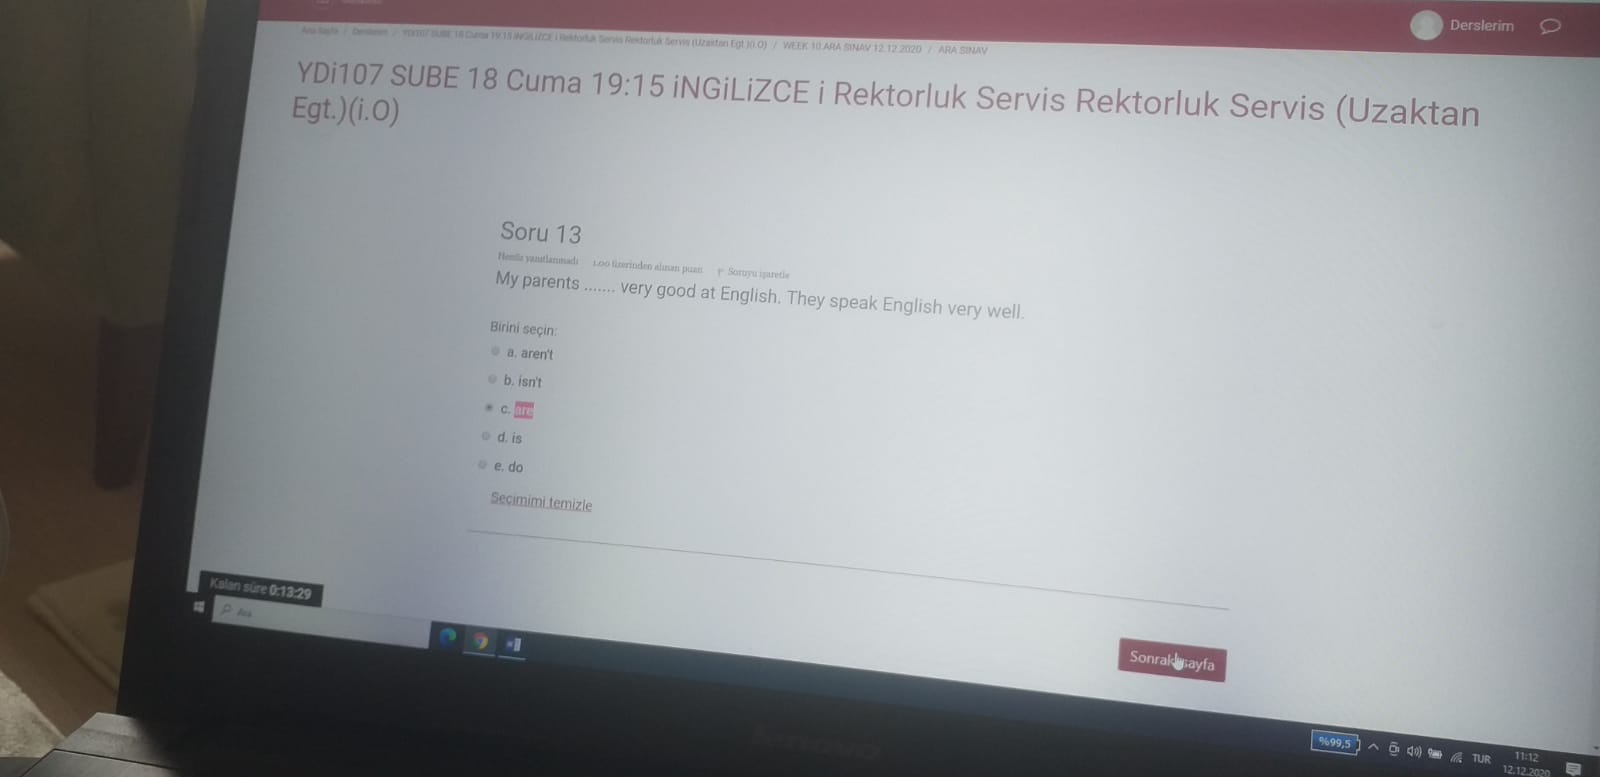 Derslerim
Ana Sayfa / Derslerim / YDi107 SUBE 18 Cuma 19:15 iNGiLiZCE i Rektorluk Servis Rektorluk Servis (Uzaktan Egt.)(i.O) / WEEK 10 ARA SINAV 12.12.2020 / ARA SINAV
YDi107 SUBE 18 Cuma 19:15 iNGiLiZCE i Rektorluk Servis Rektorluk Servis (Uzaktan
Egt.)(i.O)
Soru 13
Henüz yanıtlanmadı 1,00 üzerinden alınan puan Soruyu işaretle
My parents ....... very good at English. They speak English very well.
Birini seçin:
a. aren't
b. isn't
c. are
d. is
e. do
Seçimimi temizle
Kalan süre 0:13:29
Ara
Sonraki sayfa
%99,5 TUR 11:12
12.12.2020
lenovo